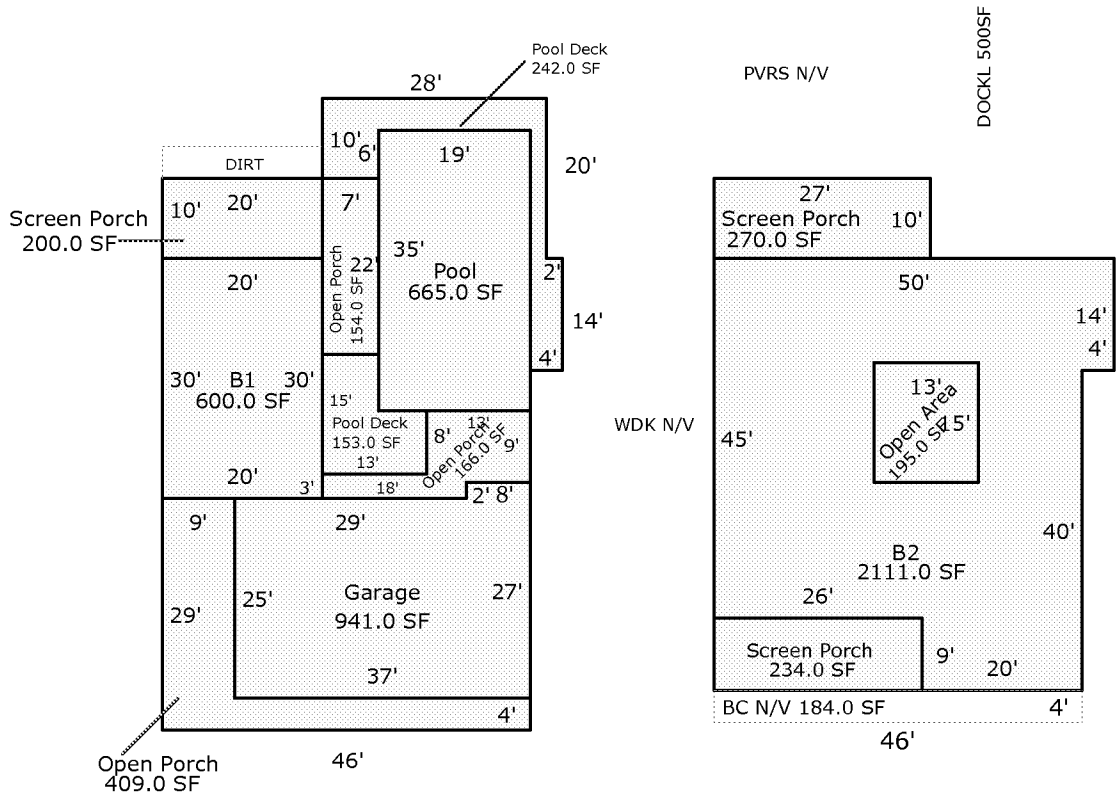 Pool Deck
242.0 SF
28'
10'
6'
19'
20'
DIRT
20'
10'
Screen Porch
200.0 SF
7'
35'
22'
Open Porch
154.0 SF
Pool
665.0 SF
2'
14'
4'
20'
30'
B1
30'
600.0 SF
20'
15'
Pool Deck
153.0 SF
13'
8'
13'
Open Porch
166.0 SF
9'
3'
18'
2'
8'
9'
29'
29'
25'
Garage
941.0 SF
27'
37'
4'
Open Porch
409.0 SF
46'
PVRS N/V
DOCKL 500SF
27'
Screen Porch
270.0 SF
10'
50'
14'
4'
WDK N/V
45'
13'
Open Area
195.0 SF
15'
40'
B2
2111.0 SF
26'
Screen Porch
234.0 SF
9'
20'
BC N/V 184.0 SF
4'
46'